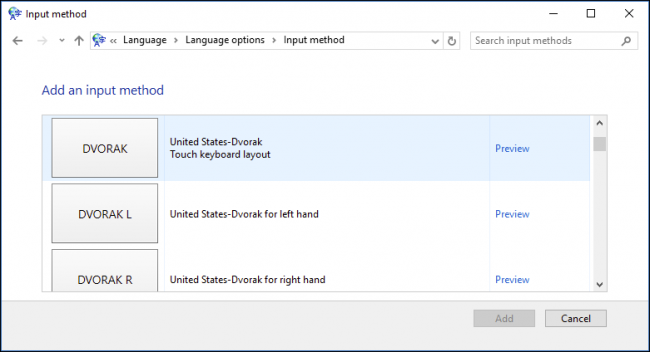 Input method
« Language > Language options > Input method
Search input methods
Add an input method
DVORAK
United States-Dvorak
Touch keyboard layout
Preview
DVORAK L
United States-Dvorak for left hand
Preview
DVORAK R
United States-Dvorak for right hand
Preview
Add
Cancel